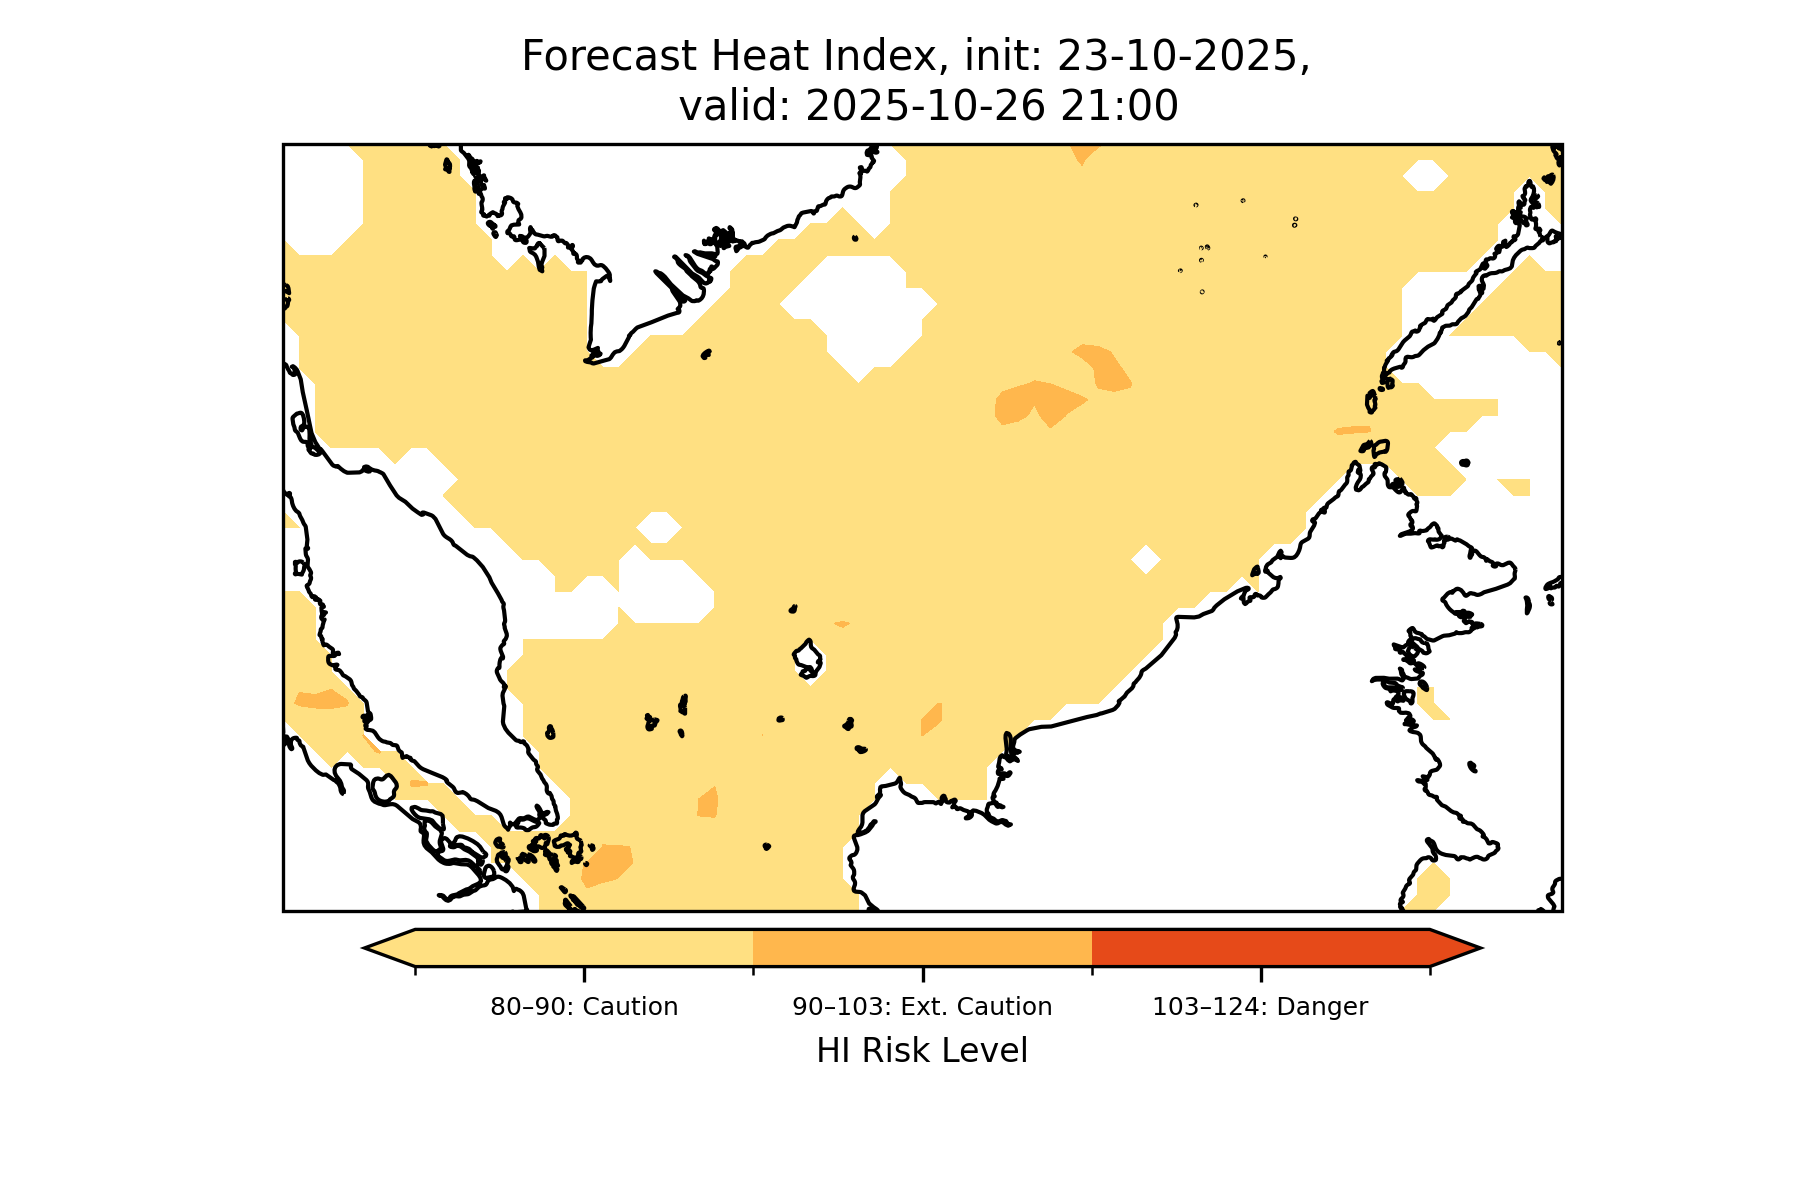 Forecast Heat Index, init: 23-10-2025,
valid: 2025-10-26 21:00
80–90: Caution
90–103: Ext. Caution
103–124: Danger
HI Risk Level